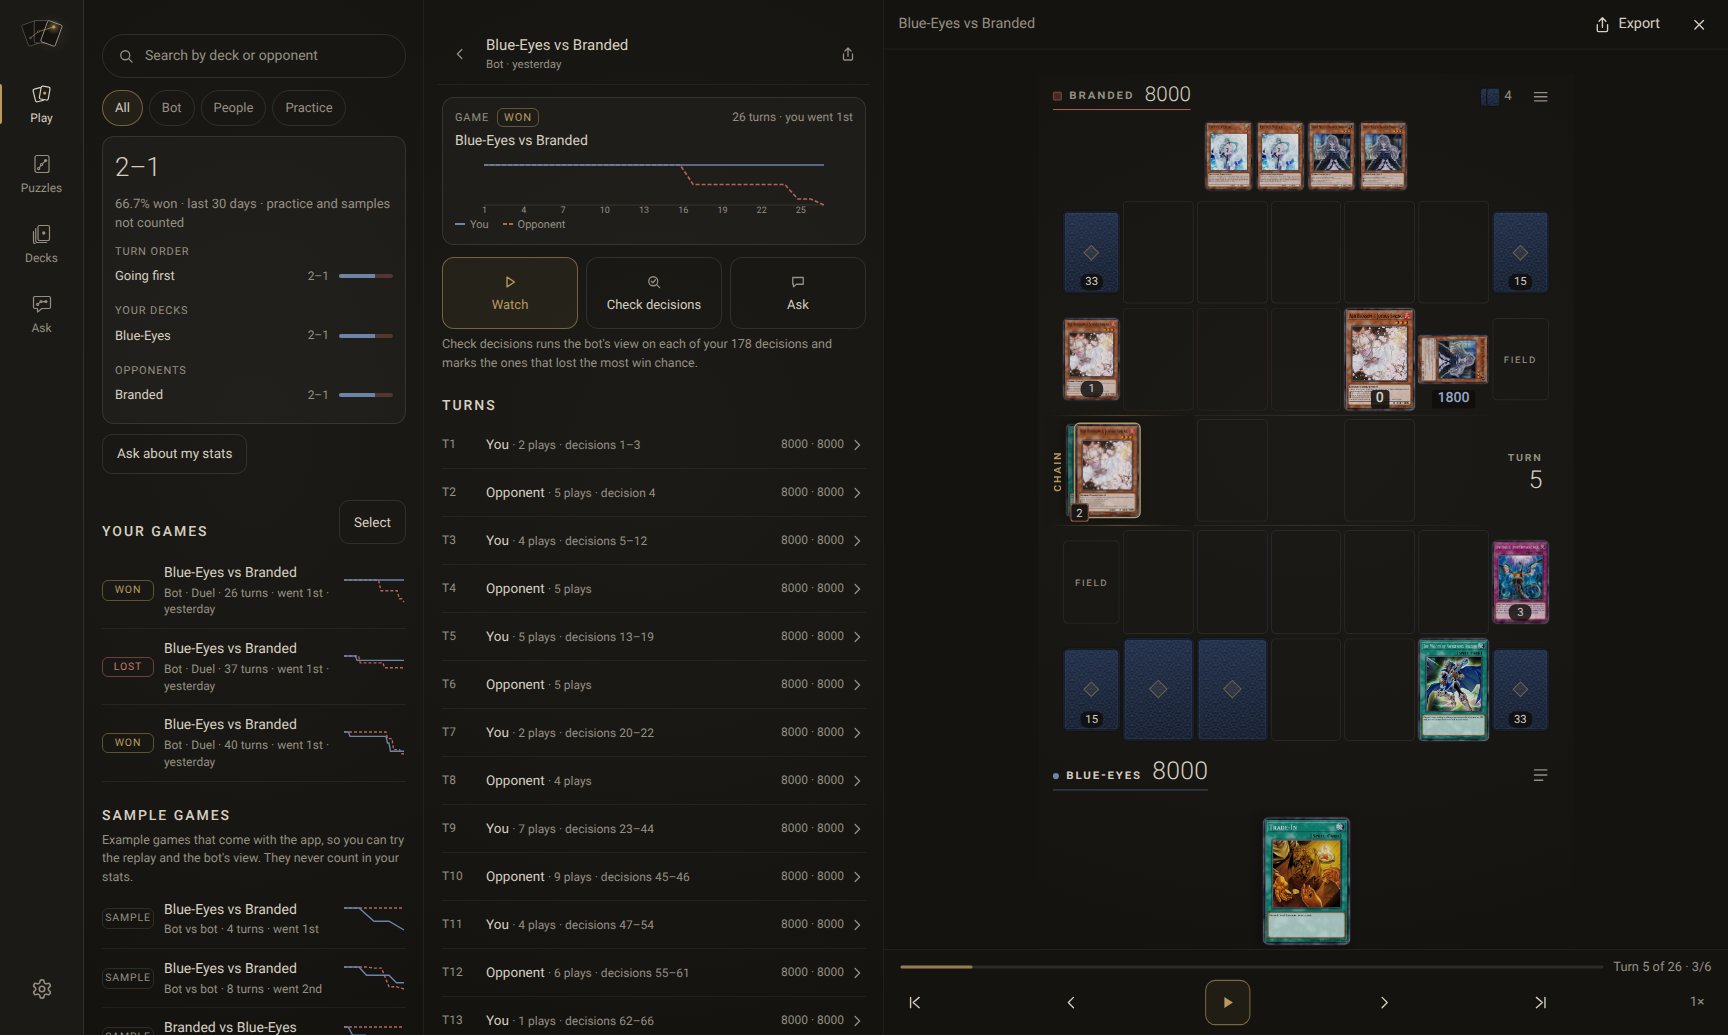 Play
Puzzles
Decks
Ask
Search by deck or opponent
All
Bot
People
Practice
2–1
66.7% won · last 30 days · practice and samples
not counted
TURN ORDER
Going first 2–1
YOUR DECKS
Blue-Eyes 2–1
OPPONENTS
Branded 2–1
Ask about my stats
YOUR GAMES
Select
WON
Blue-Eyes vs Branded
Bot · Duel · 26 turns · went 1st ·
yesterday
LOST
Blue-Eyes vs Branded
Bot · Duel · 37 turns · went 1st ·
yesterday
WON
Blue-Eyes vs Branded
Bot · Duel · 40 turns · went 1st ·
yesterday
SAMPLE GAMES
Example games that come with the app, so you can try
the replay and the bot's view. They never count in your
stats.
SAMPLE
Blue-Eyes vs Branded
Bot vs bot · 4 turns · went 1st
SAMPLE
Blue-Eyes vs Branded
Bot vs bot · 8 turns · went 2nd
SAMPLE
Branded vs Blue-Eyes
Blue-Eyes vs Branded
Bot · yesterday
GAME WON 26 turns · you went 1st
Blue-Eyes vs Branded
1 4 7 10 13 16 19 22 25
You Opponent
Watch
Check decisions
Ask
Check decisions runs the bot's view on each of your 178 decisions and
marks the ones that lost the most win chance.
TURNS
T1 You · 2 plays · decisions 1–3 8000 · 8000
T2 Opponent · 5 plays · decision 4 8000 · 8000
T3 You · 4 plays · decisions 5–12 8000 · 8000
T4 Opponent · 5 plays 8000 · 8000
T5 You · 5 plays · decisions 13–19 8000 · 8000
T6 Opponent · 5 plays 8000 · 8000
T7 You · 2 plays · decisions 20–22 8000 · 8000
T8 Opponent · 4 plays 8000 · 8000
T9 You · 7 plays · decisions 23–44 8000 · 8000
T10 Opponent · 9 plays · decisions 45–46 8000 · 8000
T11 You · 4 plays · decisions 47–54 8000 · 8000
T12 Opponent · 6 plays · decisions 55–61 8000 · 8000
T13 You · 1 plays · decisions 62–66 8000 · 8000
Blue-Eyes vs Branded
Export
BRANDED 8000
4
33
15
1
0
1800
FIELD
CHAIN
2
TURN
5
FIELD
3
15
33
BLUE-EYES 8000
TRADE-IN
Turn 5 of 26 · 3/6
1×